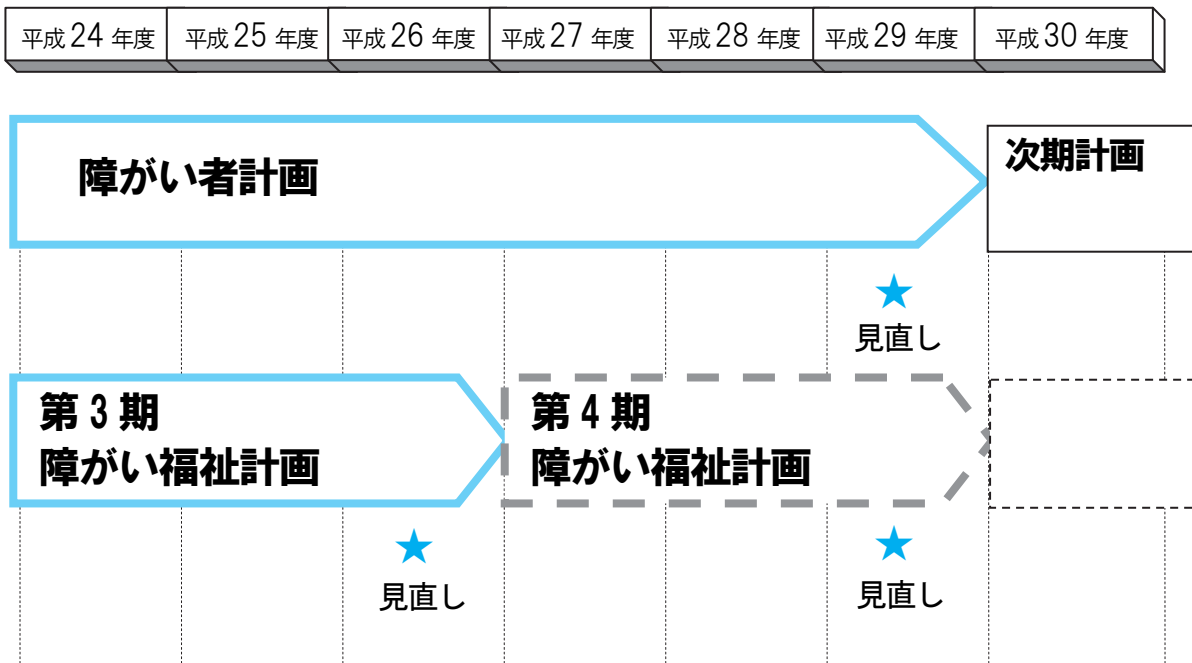 平成24年度 平成25年度 平成26年度 平成27年度 平成28年度 平成29年度 平成30年度
障がい者計画
次期計画
★
見直し
第3期
障がい福祉計画
第4期
障がい福祉計画
★
見直し
★
見直し